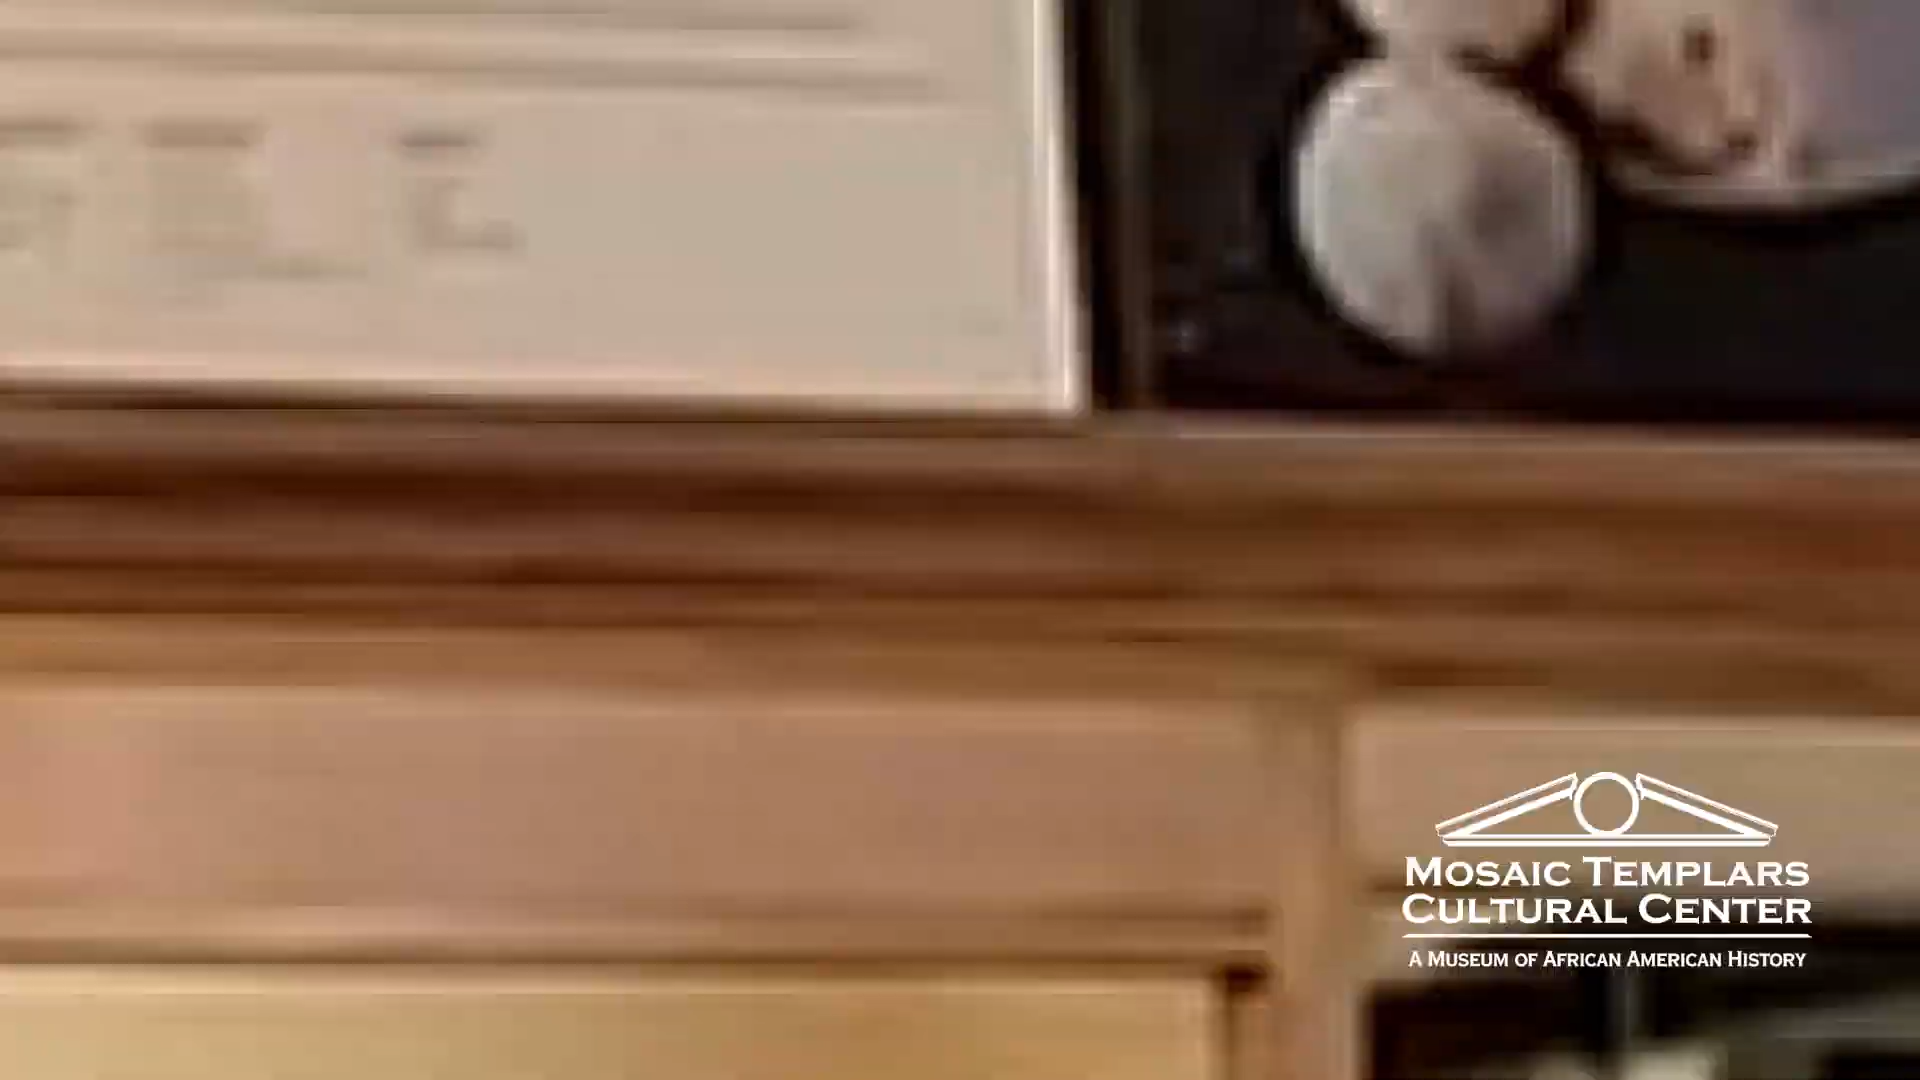 MOSAIC TEMPLARS
CULTURAL CENTER
A MUSEUM OF AFRICAN AMERICAN HISTORY